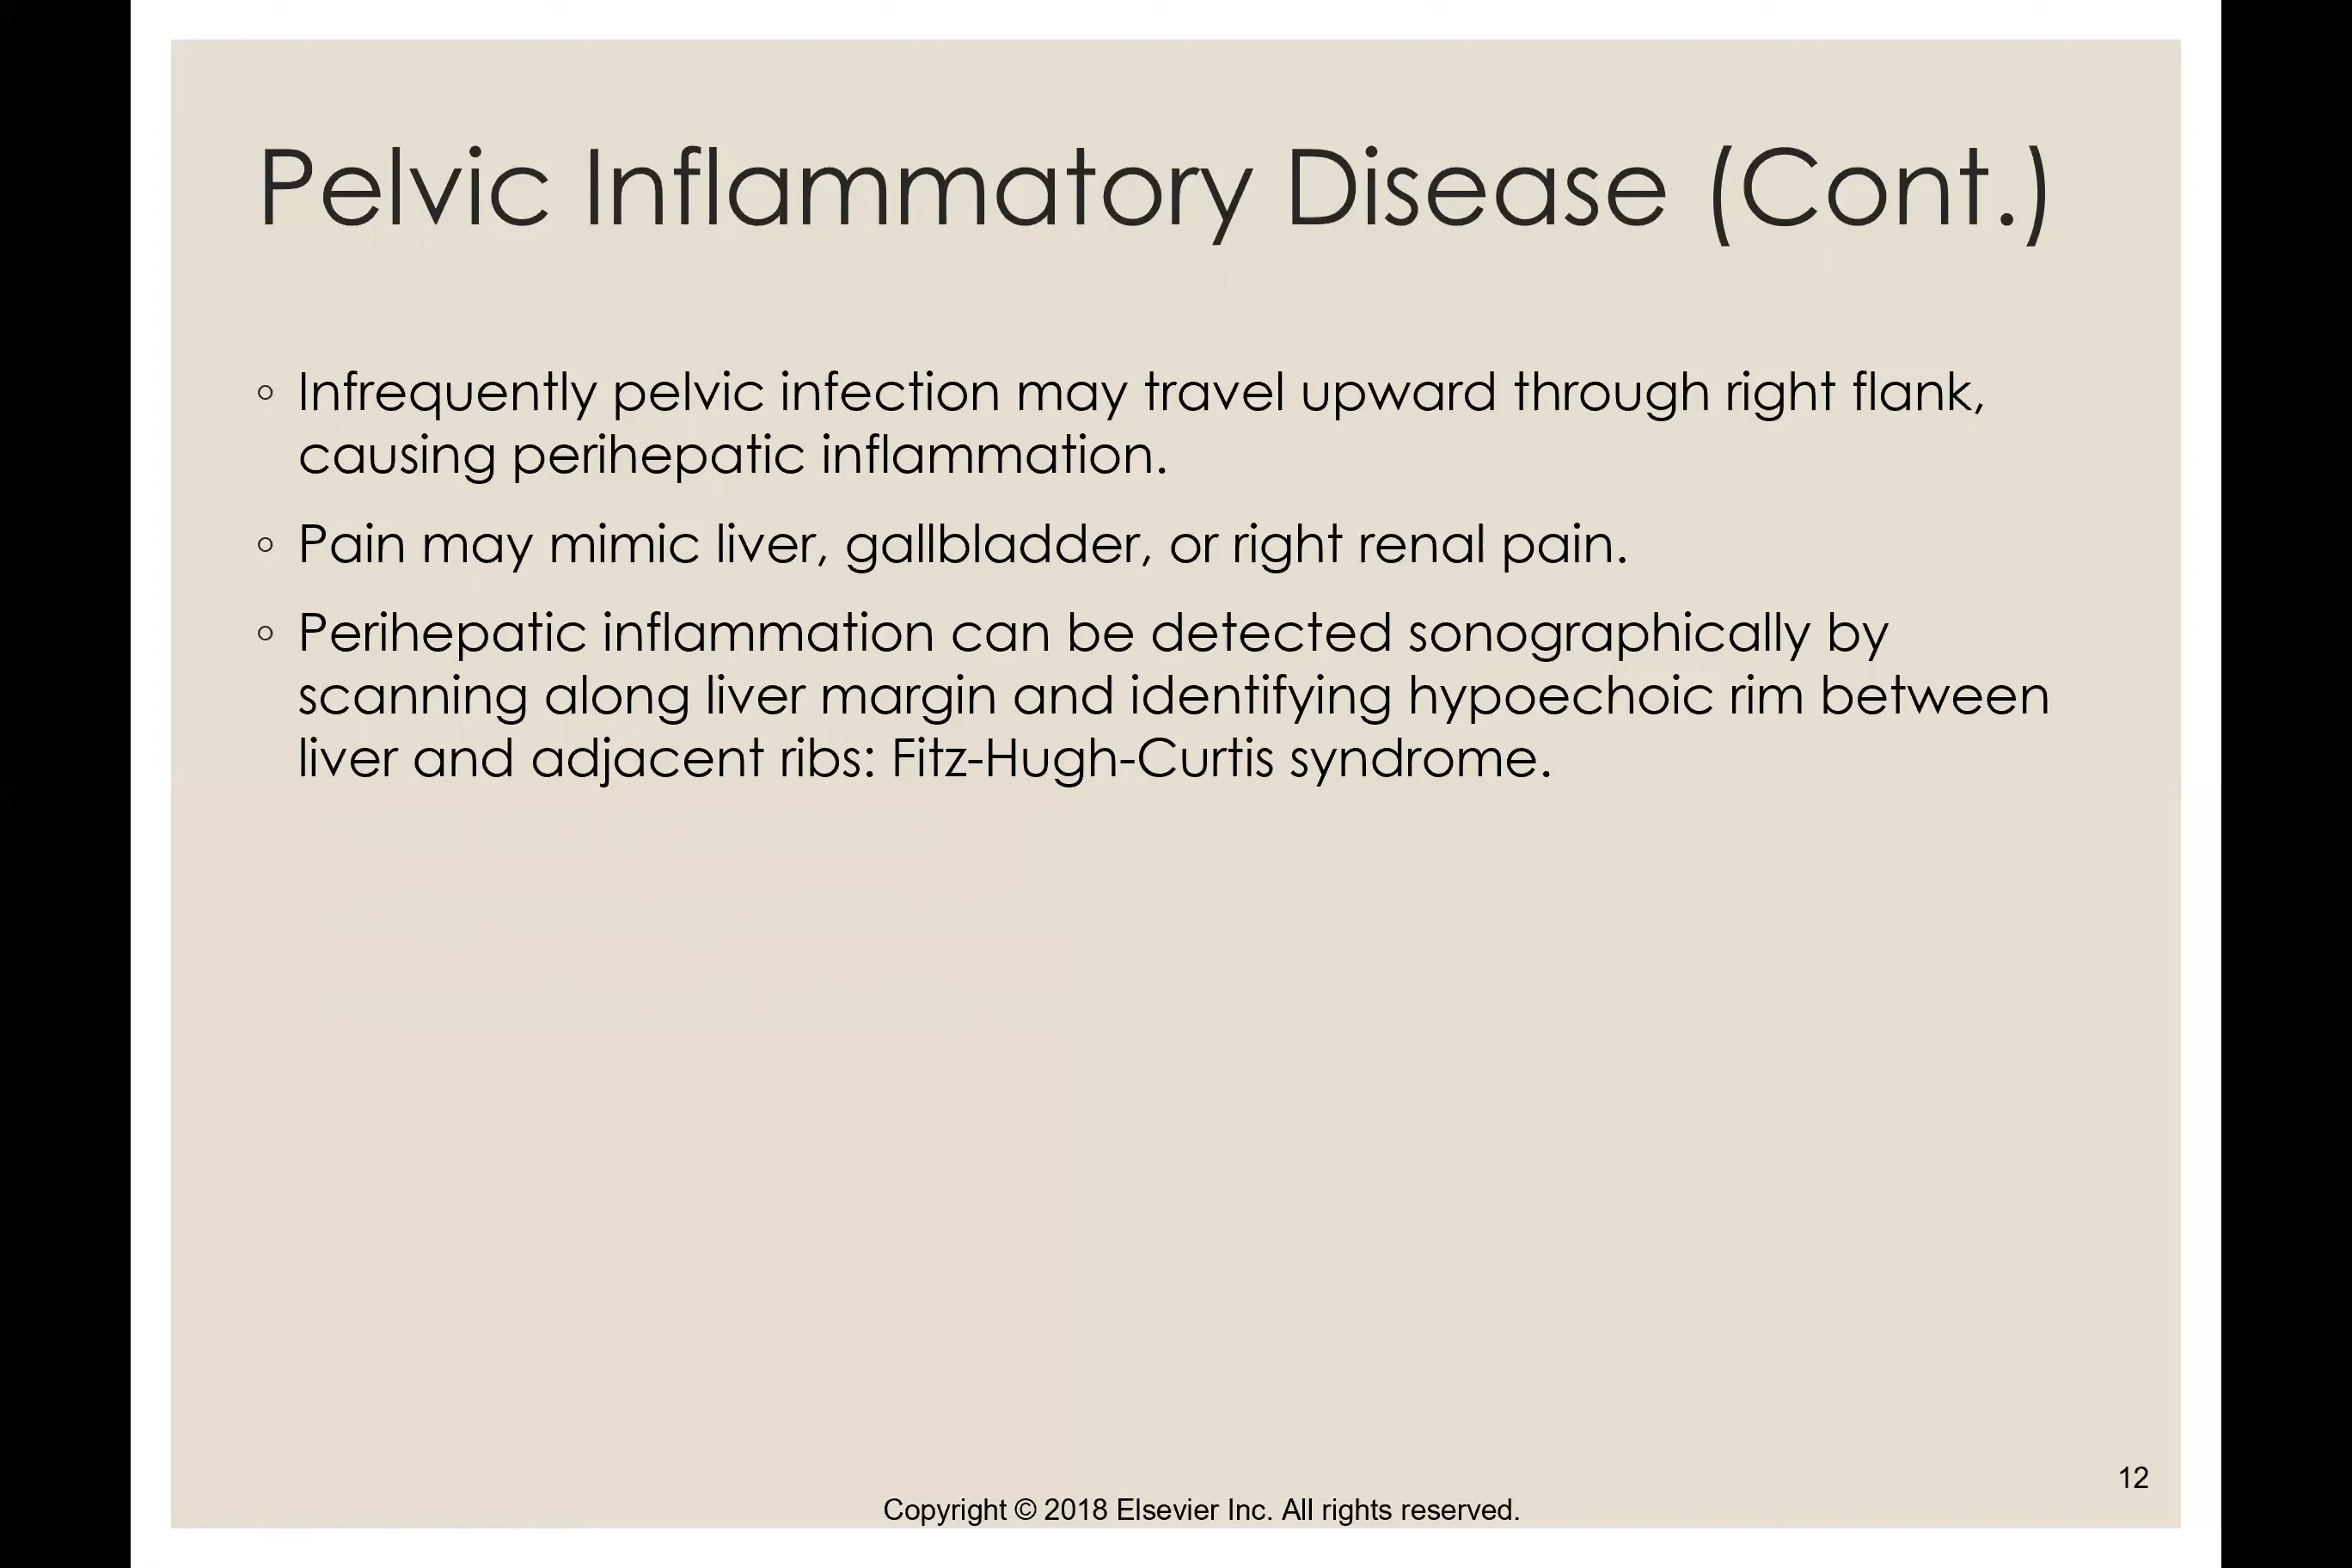 Pelvic Inflammatory Disease (Cont.)
◦ Infrequently pelvic infection may travel upward through right flank,
causing perihepatic inflammation.
◦ Pain may mimic liver, gallbladder, or right renal pain.
◦ Perihepatic inflammation can be detected sonographically by
scanning along liver margin and identifying hypoechoic rim between
liver and adjacent ribs: Fitz-Hugh-Curtis syndrome.
12
Copyright © 2018 Elsevier Inc. All rights reserved.